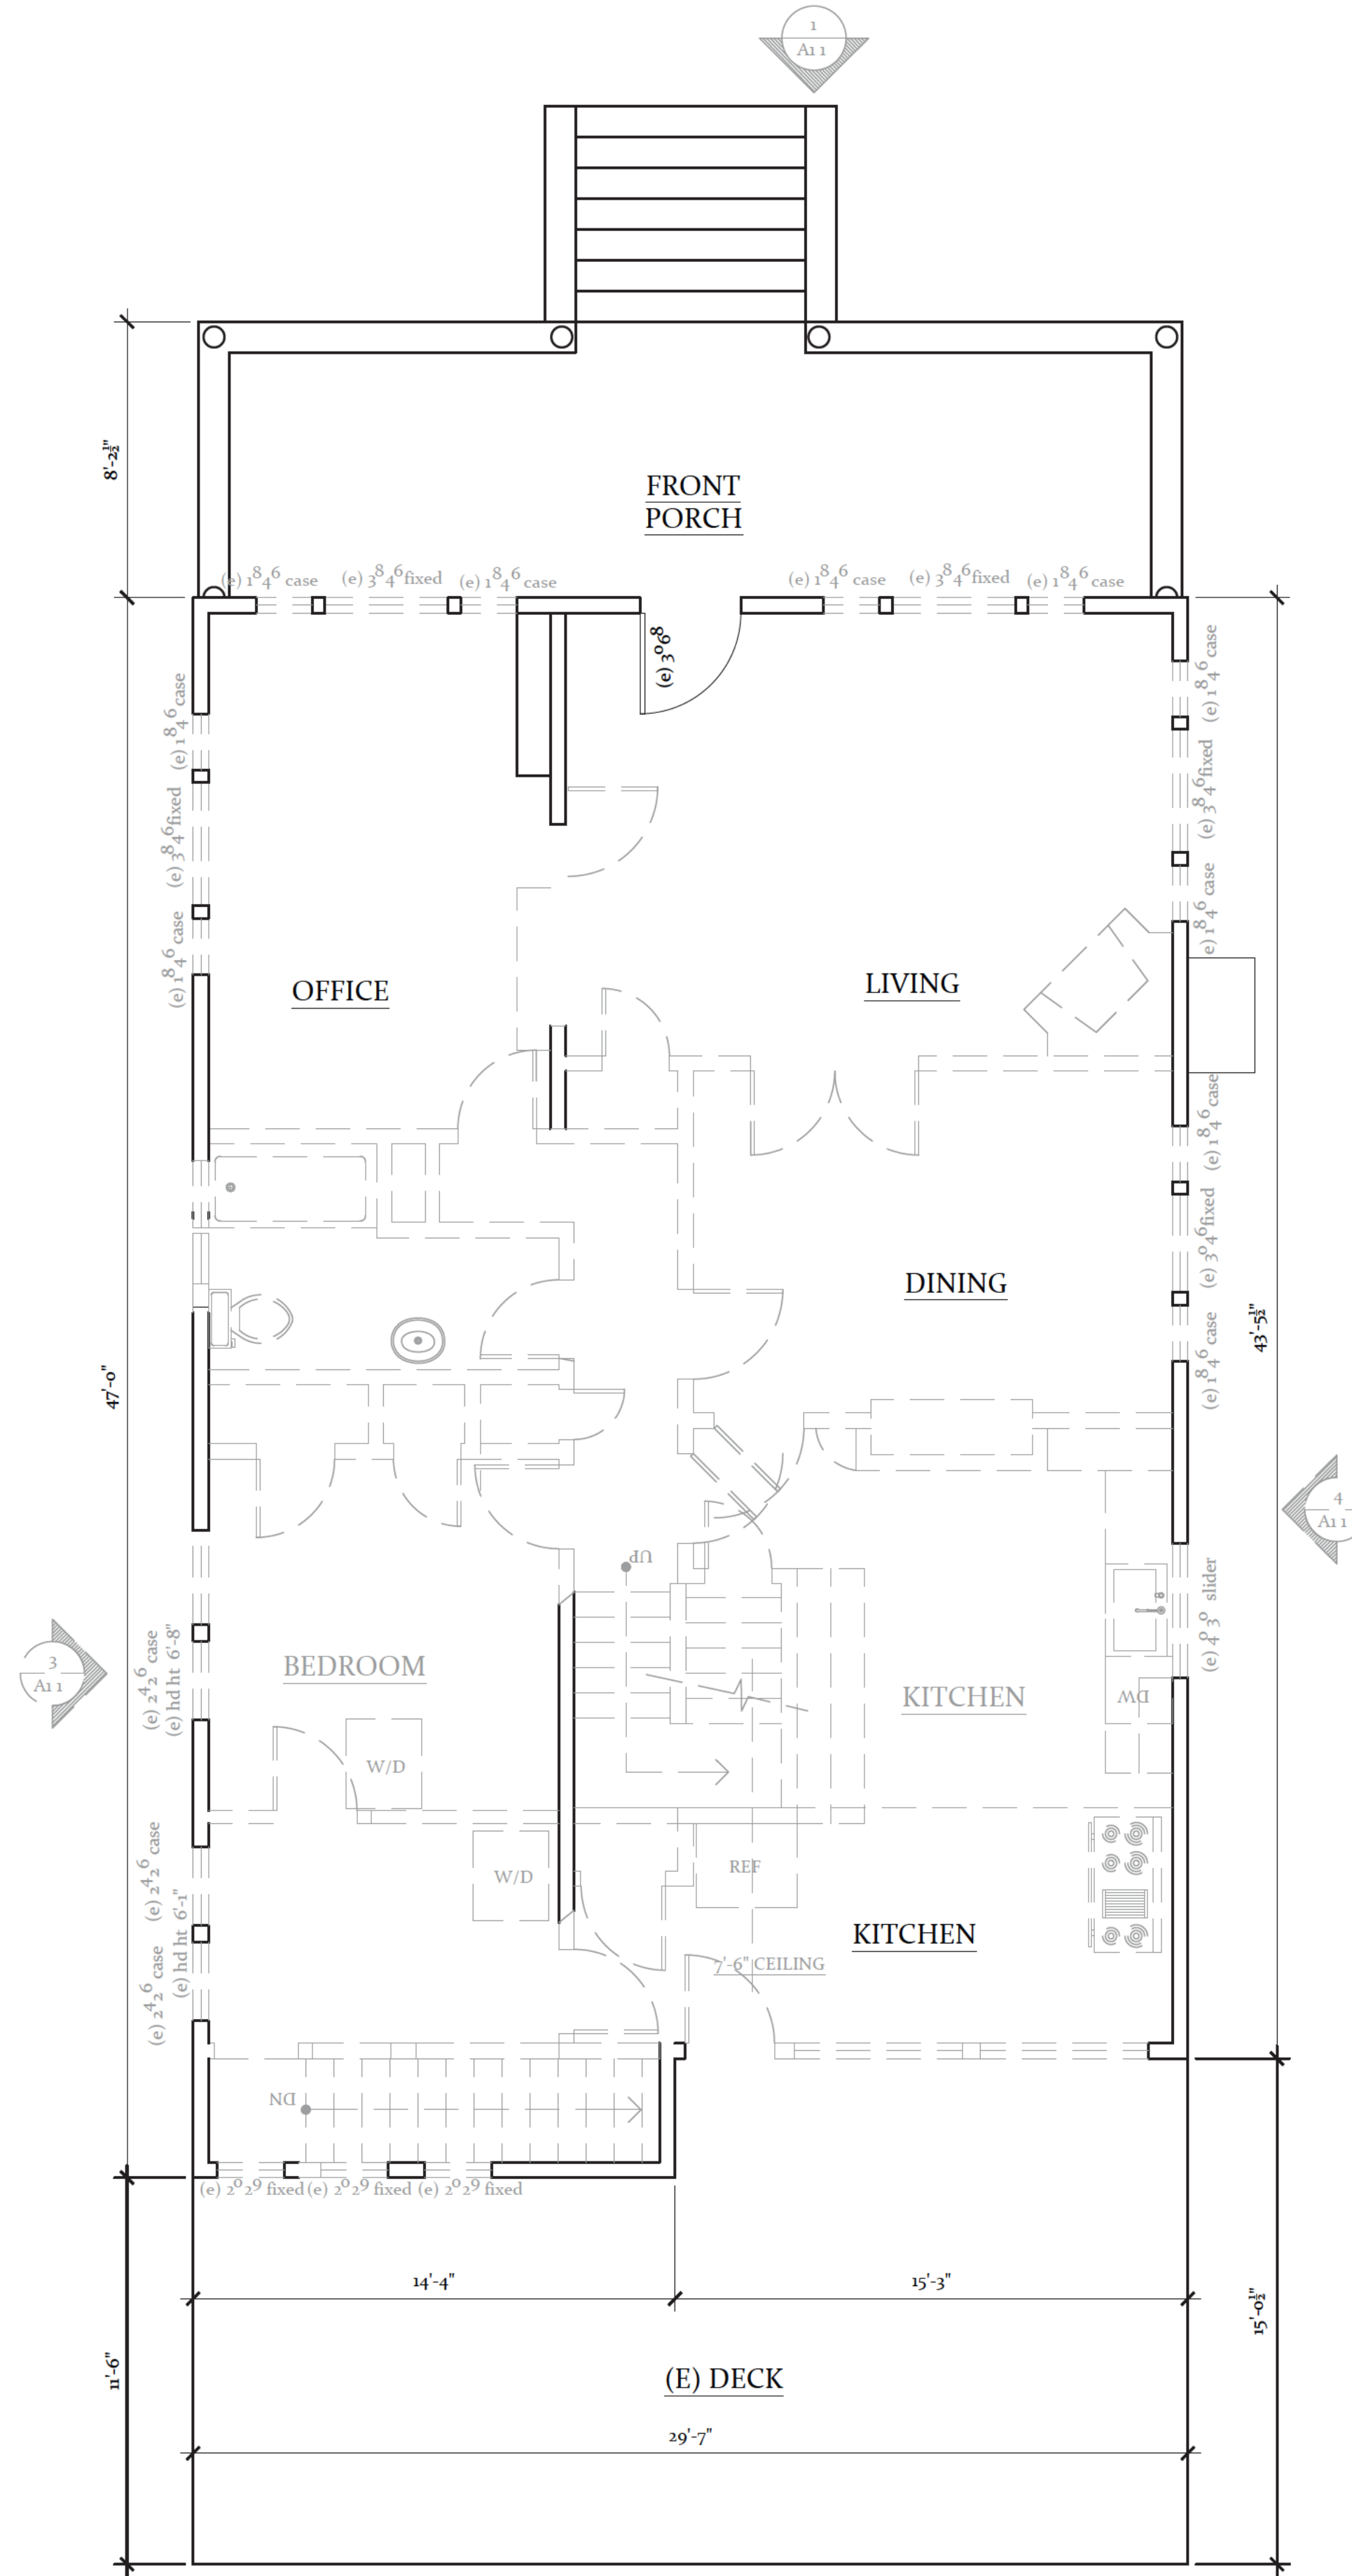 1
A1 1
8'-2½"
FRONT
PORCH
(e) 1⁸4⁶ case
(e) 3⁸4⁶ fixed
(e) 1⁸4⁶ case
(e) 1⁸4⁶ case
(e) 3⁸4⁶ fixed
(e) 1⁸4⁶ case
(e) 3⁰6⁸
(e) 1⁸4⁶ case
(e) 3⁸4⁶ fixed
(e) 1⁸4⁶ case
(e) 1⁸4⁶ case
(e) 3⁸4⁶ fixed
e) 1⁸4⁶ case
OFFICE
LIVING
(e) 1⁸4⁶ case
(e) 3⁰4⁶ fixed
(e) 1⁸4⁶ case
DINING
47'-0"
43'-5½"
4
A1 1
UP
(e) 4⁰3⁰ slider
3
A1 1
(e) 2⁴2⁶ case
(e) hd ht 6'-8"
BEDROOM
KITCHEN
DW
W/D
(e) 2⁴2⁶ case
(e) 2⁴2⁶ case
(e) hd ht 6'-1"
W/D
REF
KITCHEN
7'-6" CEILING
DN
(e) 2⁰2⁹ fixed (e) 2⁰2⁹ fixed (e) 2⁰2⁹ fixed
14'-4"
15'-3"
11'-6"
15'-0½"
(E) DECK
29'-7"